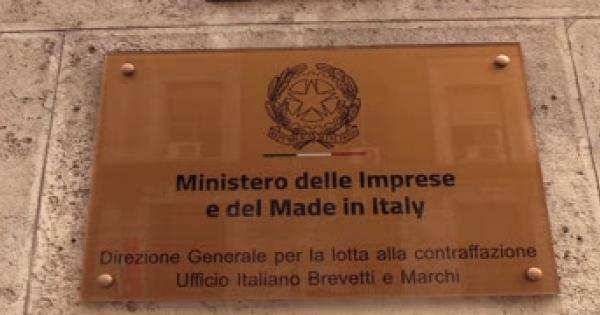 Ministero delle Imprese
e del Made in Italy
Direzione Generale per la lotta alla contraffazione
Ufficio Italiano Brevetti e Marchi